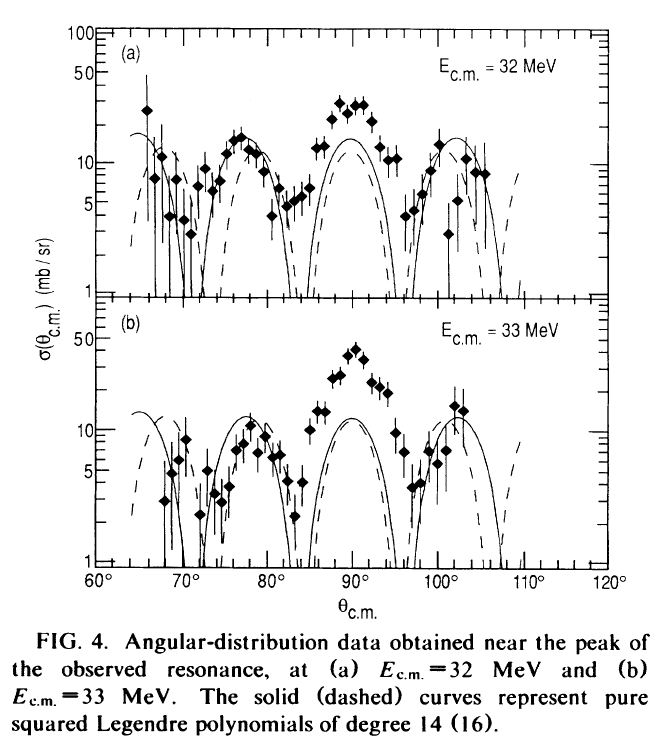 100
(a)
E c.m. = 32 MeV
50
10
5
1
σ(θc.m.) (mb / sr)
(b)
E c.m. = 33 MeV
50
10
5
1
60° 70° 80° 90° 100° 110° 120°
θc.m.
FIG. 4. Angular-distribution data obtained near the peak of
the observed resonance, at (a) Ec.m. = 32 MeV and (b)
Ec.m. = 33 MeV. The solid (dashed) curves represent pure
squared Legendre polynomials of degree 14 (16).